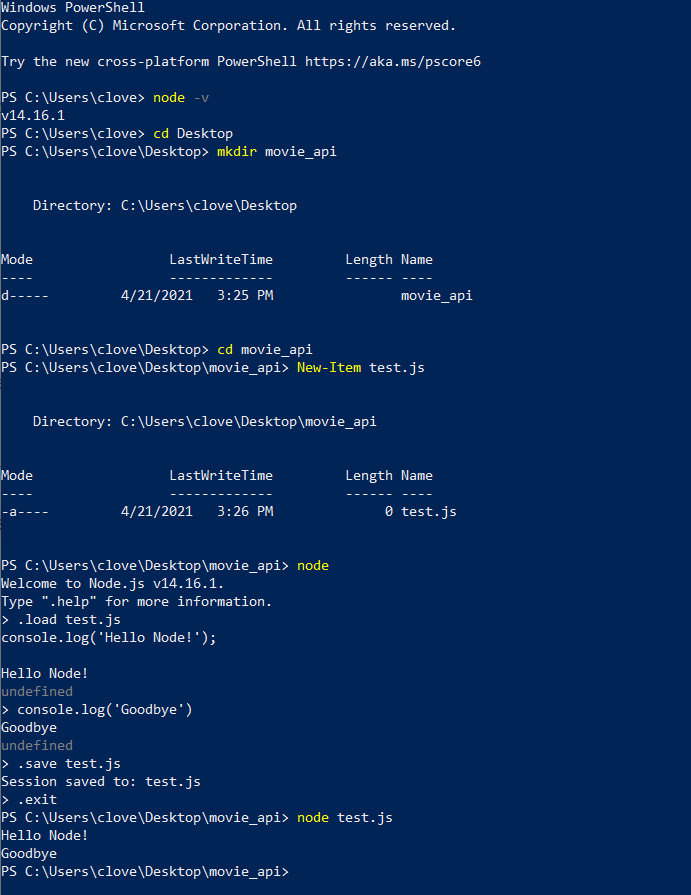 Windows PowerShell
Copyright (C) Microsoft Corporation. All rights reserved.
Try the new cross-platform PowerShell https://aka.ms/pscore6
PS C:\Users\clove> node -v
v14.16.1
PS C:\Users\clove> cd Desktop
PS C:\Users\clove\Desktop> mkdir movie_api
    Directory: C:\Users\clove\Desktop
Mode                 LastWriteTime         Length Name
----                 -------------         ------ ----
d-----         4/21/2021   3:25 PM                movie_api
PS C:\Users\clove\Desktop> cd movie_api
PS C:\Users\clove\Desktop\movie_api> New-Item test.js
    Directory: C:\Users\clove\Desktop\movie_api
Mode                 LastWriteTime         Length Name
----                 -------------         ------ ----
-a----         4/21/2021   3:26 PM              0 test.js
PS C:\Users\clove\Desktop\movie_api> node
Welcome to Node.js v14.16.1.
Type ".help" for more information.
> .load test.js
console.log('Hello Node!');
Hello Node!
undefined
> console.log('Goodbye')
Goodbye
undefined
> .save test.js
Session saved to: test.js
> .exit
PS C:\Users\clove\Desktop\movie_api> node test.js
Hello Node!
Goodbye
PS C:\Users\clove\Desktop\movie_api>